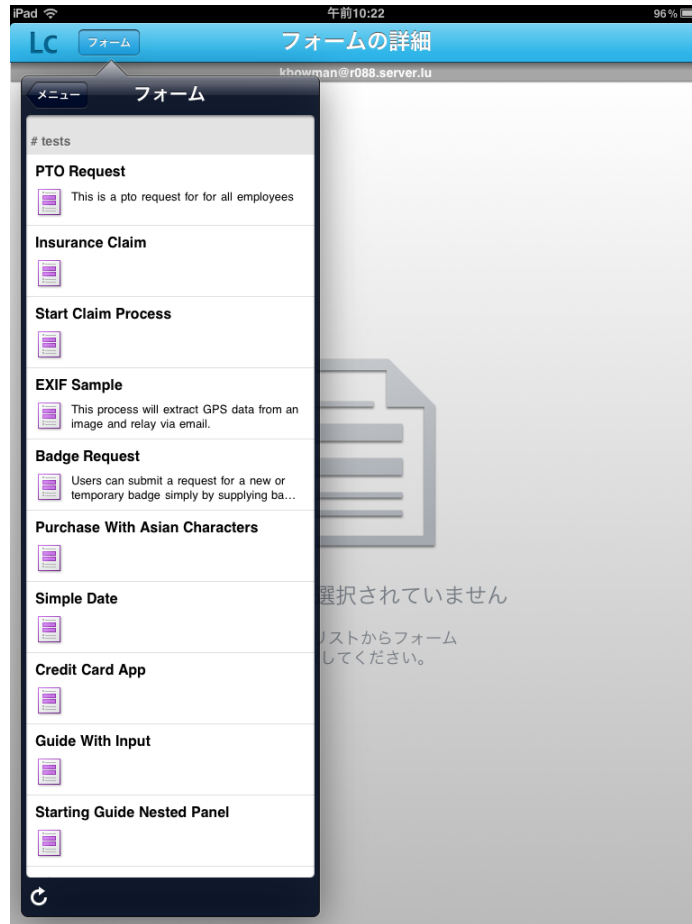 iPad 午前10:22 96%
Lc フォーム フォームの詳細
kbowman@r088.server.lu
メニュー フォーム
# tests
PTO Request
This is a pto request for for all employees
Insurance Claim
Start Claim Process
EXIF Sample
This process will extract GPS data from an
image and relay via email.
Badge Request
Users can submit a request for a new or
temporary badge simply by supplying ba...
Purchase With Asian Characters
選択されていません
Simple Date
リストからフォーム
してください。
Credit Card App
Guide With Input
Starting Guide Nested Panel